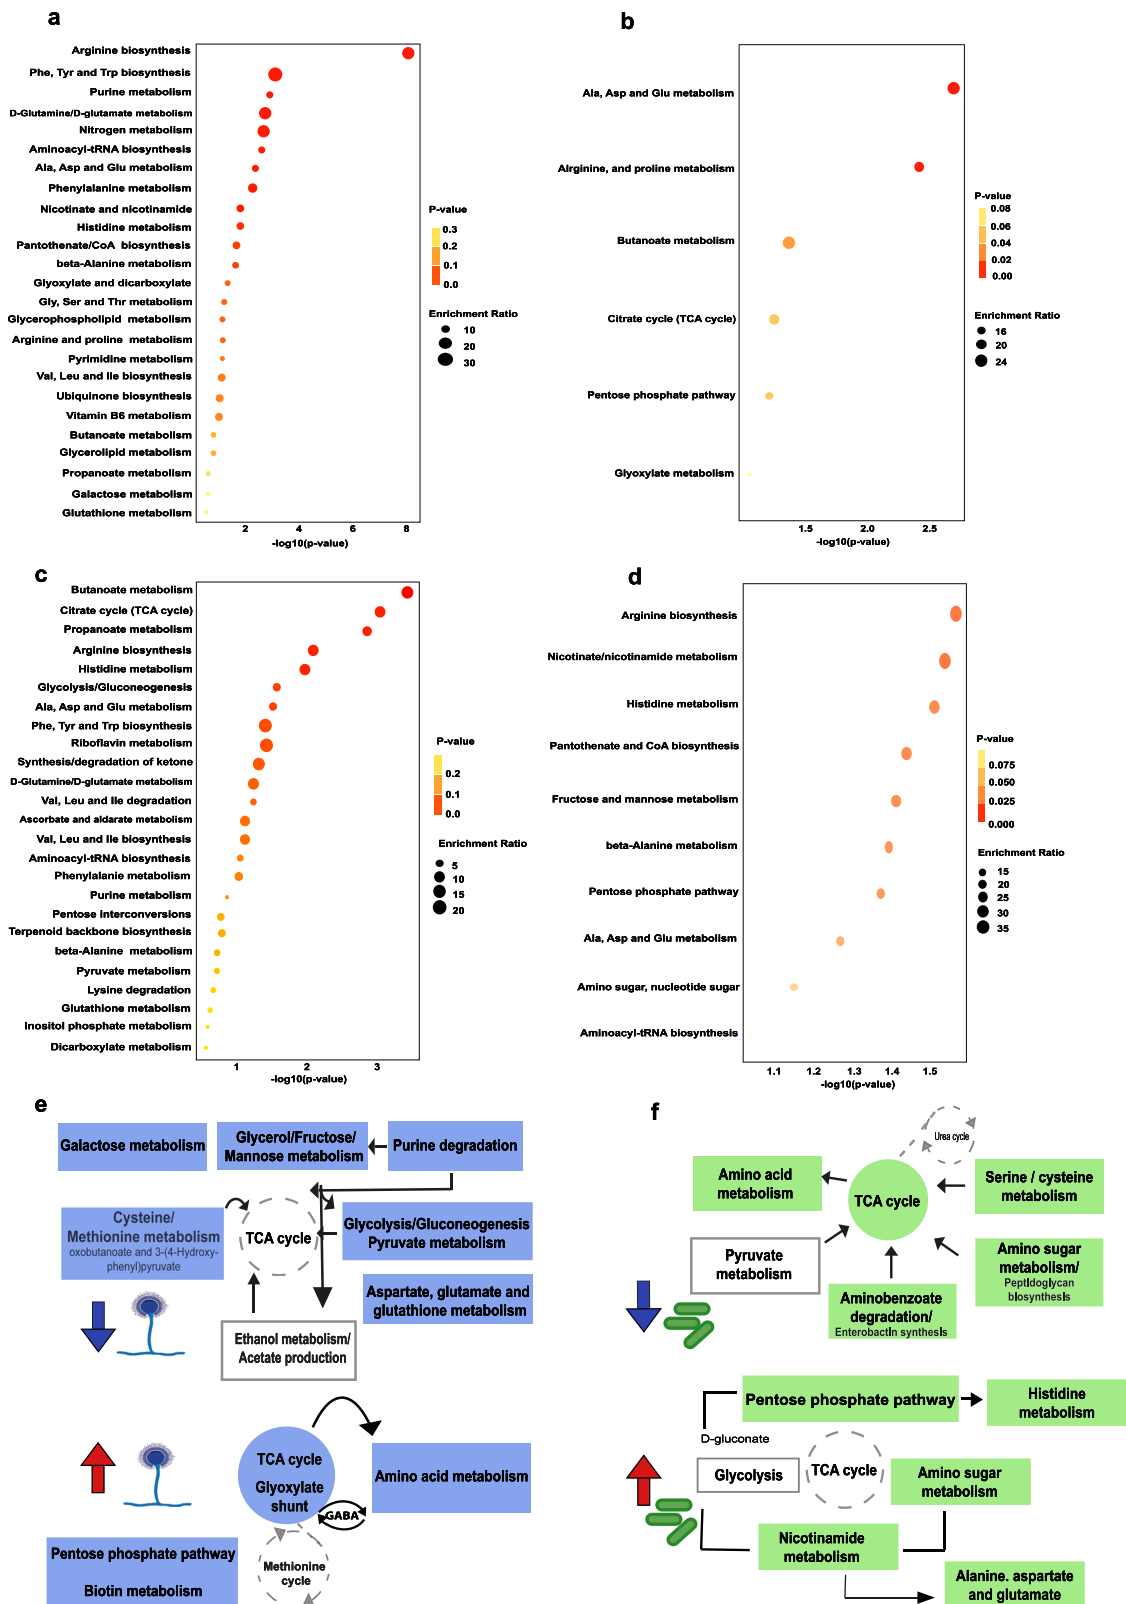 a
Arginine biosynthesis
Phe, Tyr and Trp biosynthesis
Purine metabolism
D-Glutamine/D-glutamate metabolism
Nitrogen metabolism
Aminoacyl-tRNA biosynthesis
Ala, Asp and Glu metabolism
Phenylalanine metabolism
Nicotinate and nicotinamide
Histidine metabolism
Pantothenate/CoA biosynthesis
beta-Alanine metabolism
Glyoxylate and dicarboxylate
Gly, Ser and Thr metabolism
Glycerophospholipid metabolism
Arginine and proline metabolism
Pyrimidine metabolism
Val, Leu and Ile biosynthesis
Ubiquinone biosynthesis
Vitamin B6 metabolism
Butanoate metabolism
Glycerolipid metabolism
Propanoate metabolism
Galactose metabolism
Glutathione metabolism
2 4 6 8
-log10(p-value)
P-value
0.3
0.2
0.1
0.0
Enrichment Ratio
10
20
30
b
Ala, Asp and Glu metabolism
Alrginine, and proline metabolism
Butanoate metabolism
Citrate cycle (TCA cycle)
Pentose phosphate pathway
Glyoxylate metabolism
1.5 2.0 2.5
-log10(p-value)
P-value
0.08
0.06
0.04
0.02
0.00
Enrichment Ratio
16
20
24
c
Butanoate metabolism
Citrate cycle (TCA cycle)
Propanoate metabolism
Arginine biosynthesis
Histidine metabolism
Glycolysis/Gluconeogenesis
Ala, Asp and Glu metabolism
Phe, Tyr and Trp biosynthesis
Riboflavin metabolism
Synthesis/degradation of ketone
D-Glutamine/D-glutamate metabolism
Val, Leu and Ile degradation
Ascorbate and aldarate metabolism
Val, Leu and Ile biosynthesis
Aminoacyl-tRNA biosynthesis
Phenylalanie metabolism
Purine metabolism
Pentose interconversions
Terpenoid backbone biosynthesis
beta-Alanine metabolism
Pyruvate metabolism
Lysine degradation
Glutathione metabolism
Inositol phosphate metabolism
Dicarboxylate metabolism
1 2 3
-log10(p-value)
P-value
0.2
0.1
0.0
Enrichment Ratio
5
10
15
20
d
Arginine biosynthesis
Nicotinate/nicotinamide metabolism
Histidine metabolism
Pantothenate and CoA biosynthesis
Fructose and mannose metabolism
beta-Alanine metabolism
Pentose phosphate pathway
Ala, Asp and Glu metabolism
Amino sugar, nucleotide sugar
Aminoacyl-tRNA biosynthesis
1.1 1.2 1.3 1.4 1.5
-log10(p-value)
P-value
0.075
0.050
0.025
0.000
Enrichment Ratio
15
20
25
30
35
e
Galactose metabolism
Glycerol/Fructose/
Mannose metabolism
Purine degradation
Cysteine/
Methionine metabolism
oxobutanoate and 3-(4-Hydroxy-
phenyl)pyruvate
TCA cycle
Glycolysis/Gluconeogenesis
Pyruvate metabolism
Aspartate, glutamate and
glutathione metabolism
Ethanol metabolism/
Acetate production
TCA cycle
Glyoxylate
shunt
Amino acid metabolism
GABA
Pentose phosphate pathway
Biotin metabolism
Methionine
cycle
f
Urea cycle
Amino acid
metabolism
TCA cycle
Serine / cysteine
metabolism
Pyruvate
metabolism
Amino sugar
metabolism/
Peptidoglycan
biosynthesis
Aminobenzoate
degradation/
Enterobactin synthesis
Pentose phosphate pathway
Histidine
metabolism
D-gluconate
Glycolysis
TCA cycle
Amino sugar
metabolism
Nicotinamide
metabolism
Alanine. aspartate
and glutamate